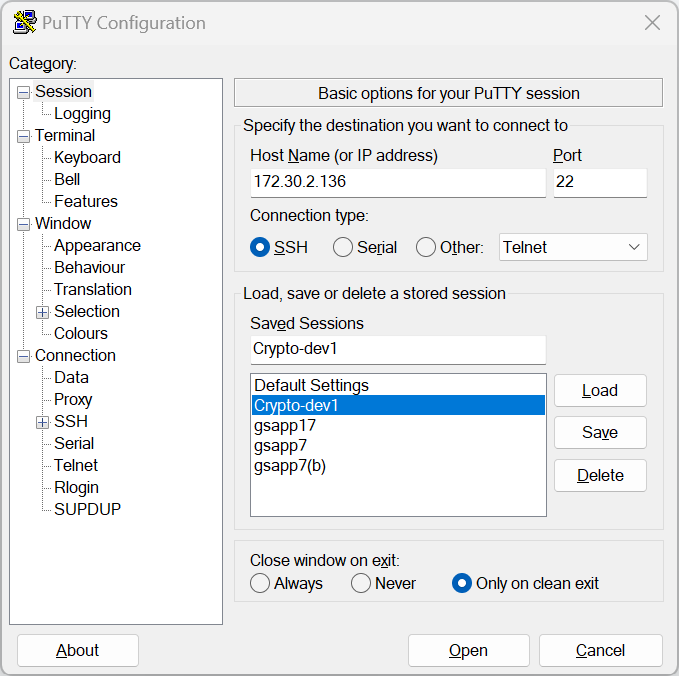 PuTTY Configuration
Category:
Session
Logging
Terminal
Keyboard
Bell
Features
Window
Appearance
Behaviour
Translation
Selection
Colours
Connection
Data
Proxy
SSH
Serial
Telnet
Rlogin
SUPDUP
Basic options for your PuTTY session
Specify the destination you want to connect to
Host Name (or IP address) Port
172.30.2.136 22
Connection type:
SSH Serial Other: Telnet
Load, save or delete a stored session
Saved Sessions
Crypto-dev1
Default Settings
Crypto-dev1
gsapp17
gsapp7
gsapp7(b)
Load
Save
Delete
Close window on exit:
Always Never Only on clean exit
About Open Cancel